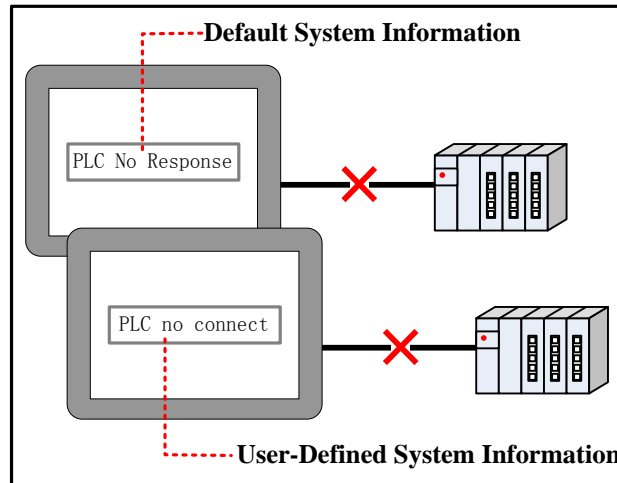 Default System Information
PLC No Response
PLC no connect
User-Defined System Information